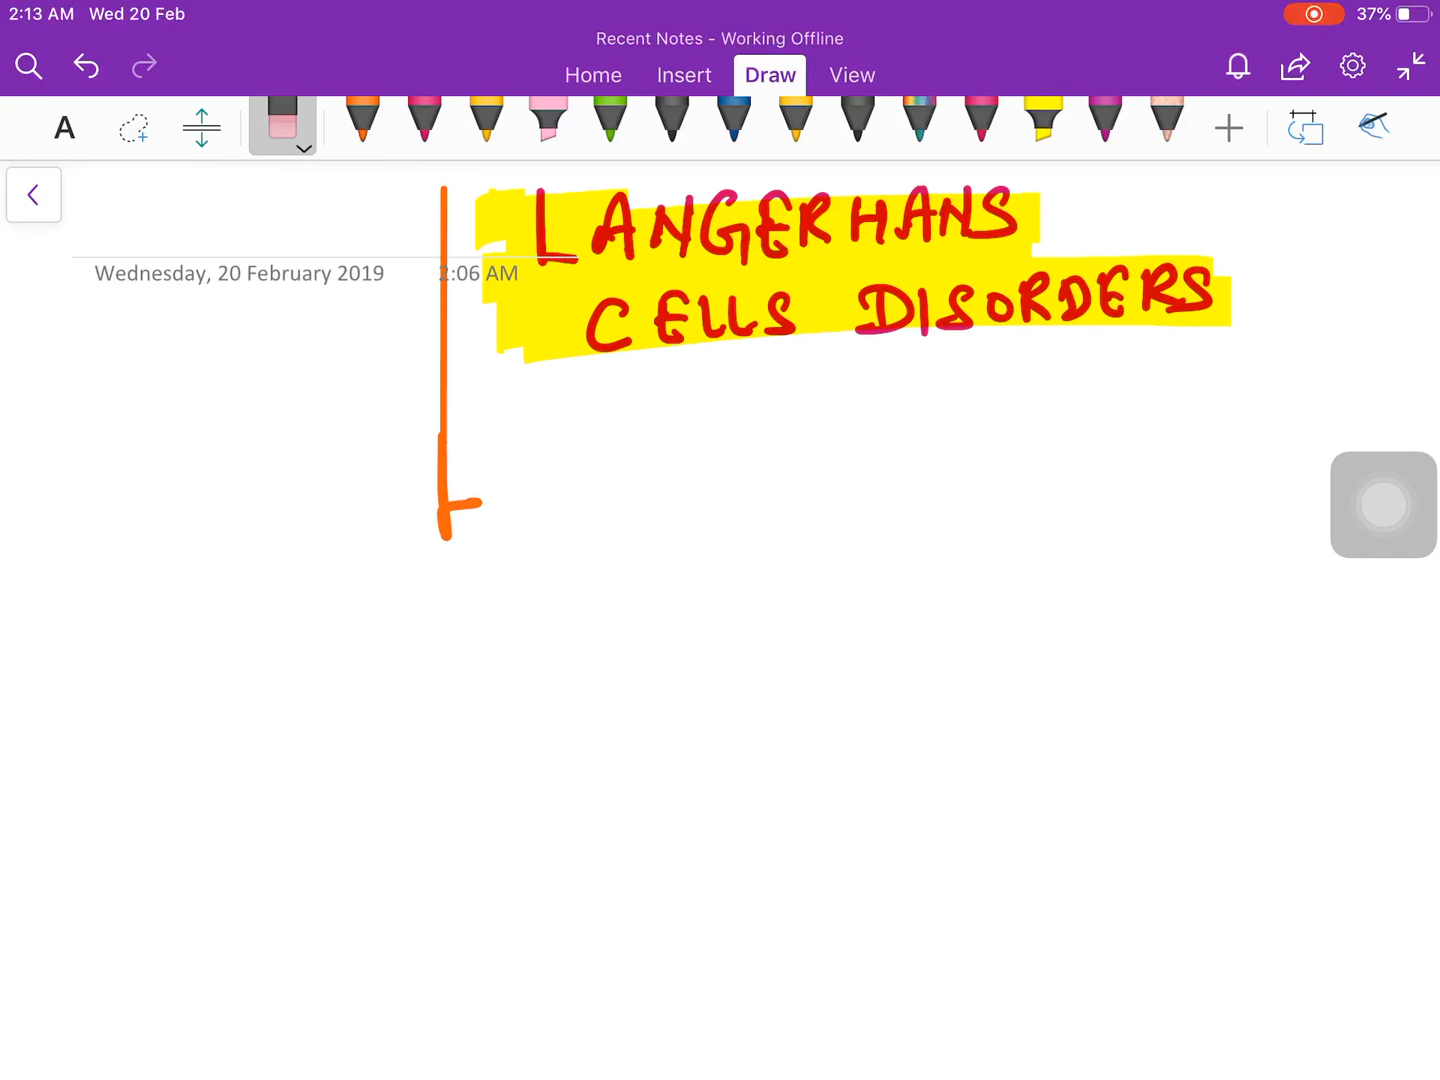 2:13 AM Wed 20 Feb
37%
Recent Notes - Working Offline
Home Insert Draw View
A
LANGERHANS
Wednesday, 20 February 2019 2:06 AM
CELLS DISORDERS